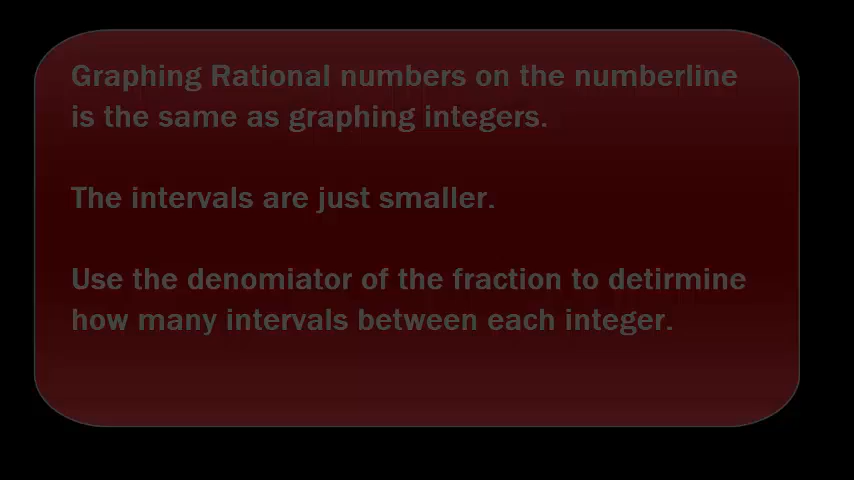 Graphing Rational numbers on the numberline
is the same as graphing integers.
The intervals are just smaller.
Use the denomiator of the fraction to detirmine
how many intervals between each integer.